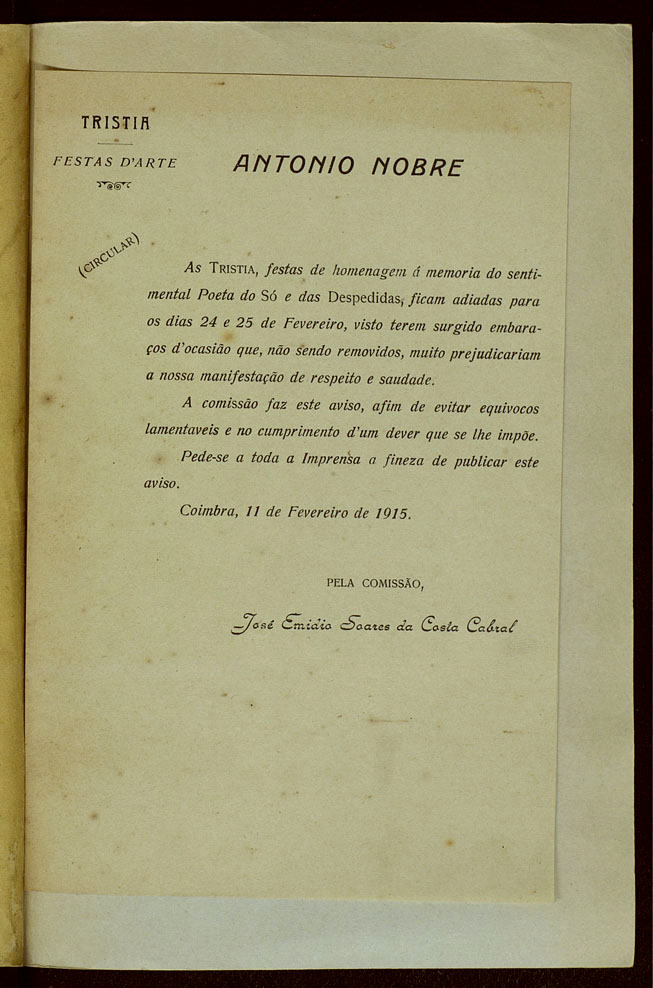 TRISTIA
FESTAS D'ARTE
ANTONIO NOBRE
(CIRCULAR)
As TRISTIA, festas de homenagem á memoria do senti-
mental Poeta do Só e das Despedidas, ficam adiadas para
os dias 24 e 25 de Fevereiro, visto terem surgido embara-
ços d'ocasião que, não sendo removidos, muito prejudicariam
a nossa manifestação de respeito e saudade.
A comissão faz este aviso, afim de evitar equivocos
lamentaveis e no cumprimento d'um dever que se lhe impõe.
Pede-se a toda a Imprensa a fineza de publicar este
aviso.
Coimbra, 11 de Fevereiro de 1915.
PELA COMISSÃO,
José Emidio Soares da Costa Cabral